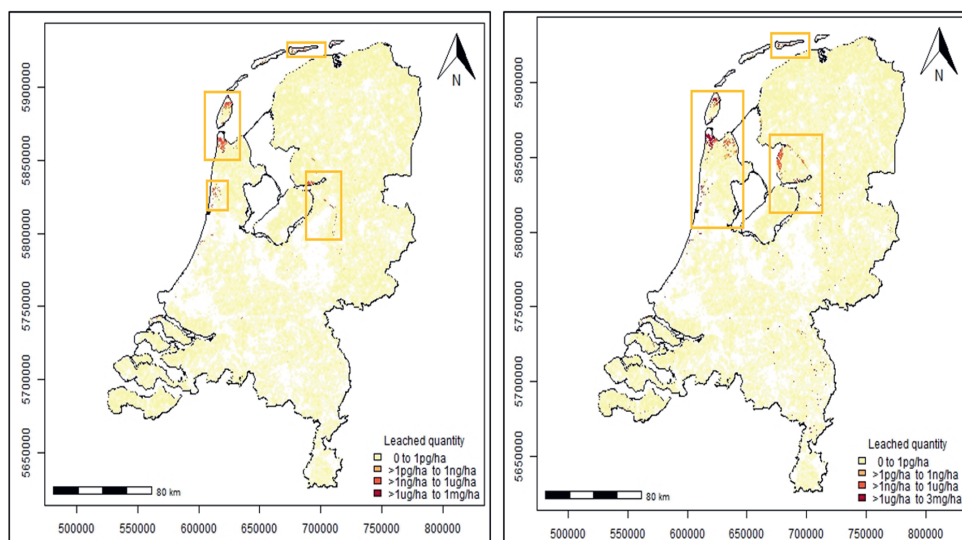 N
5900000
5850000
5800000
5750000
5700000
5650000
Leached quantity
0 to 1pg/ha
>1pg/ha to 1ng/ha
>1ng/ha to 1ug/ha
>1ug/ha to 1mg/ha
80 km
500000 550000 600000 650000 700000 750000 800000
N
5900000
5850000
5800000
5750000
5700000
5650000
Leached quantity
0 to 1pg/ha
>1pg/ha to 1ng/ha
>1ng/ha to 1ug/ha
>1ug/ha to 3mg/ha
80 km
500000 550000 600000 650000 700000 750000 800000